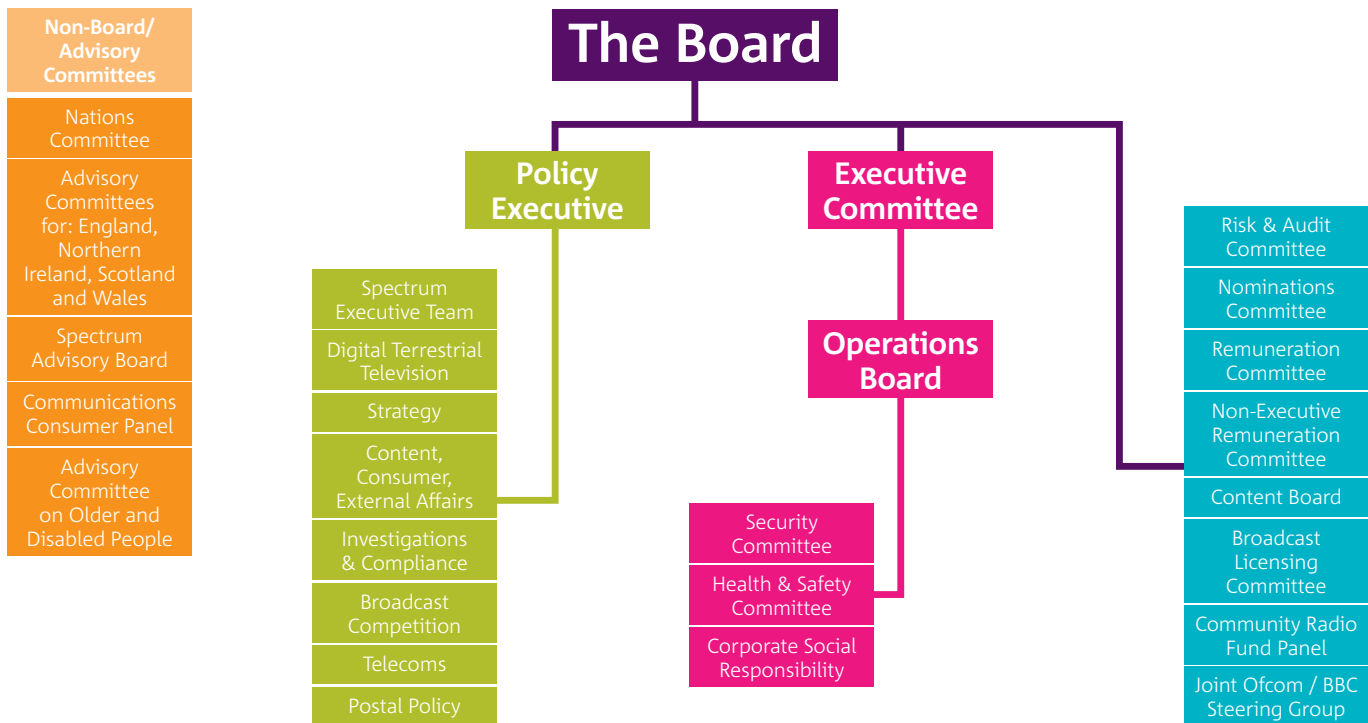 Non-Board/
Advisory
Committees
Nations
Committee
Advisory
Committees
for: England,
Northern
Ireland, Scotland
and Wales
Spectrum
Advisory Board
Communications
Consumer Panel
Advisory
Committee
on Older and
Disabled People
The Board
Policy
Executive
Spectrum
Executive Team
Digital Terrestrial
Television
Strategy
Content,
Consumer,
External Affairs
Investigations
& Compliance
Broadcast
Competition
Telecoms
Postal Policy
Executive
Committee
Operations
Board
Security
Committee
Health & Safety
Committee
Corporate Social
Responsibility
Risk & Audit
Committee
Nominations
Committee
Remuneration
Committee
Non-Executive
Remuneration
Committee
Content Board
Broadcast
Licensing
Committee
Community Radio
Fund Panel
Joint Ofcom / BBC
Steering Group